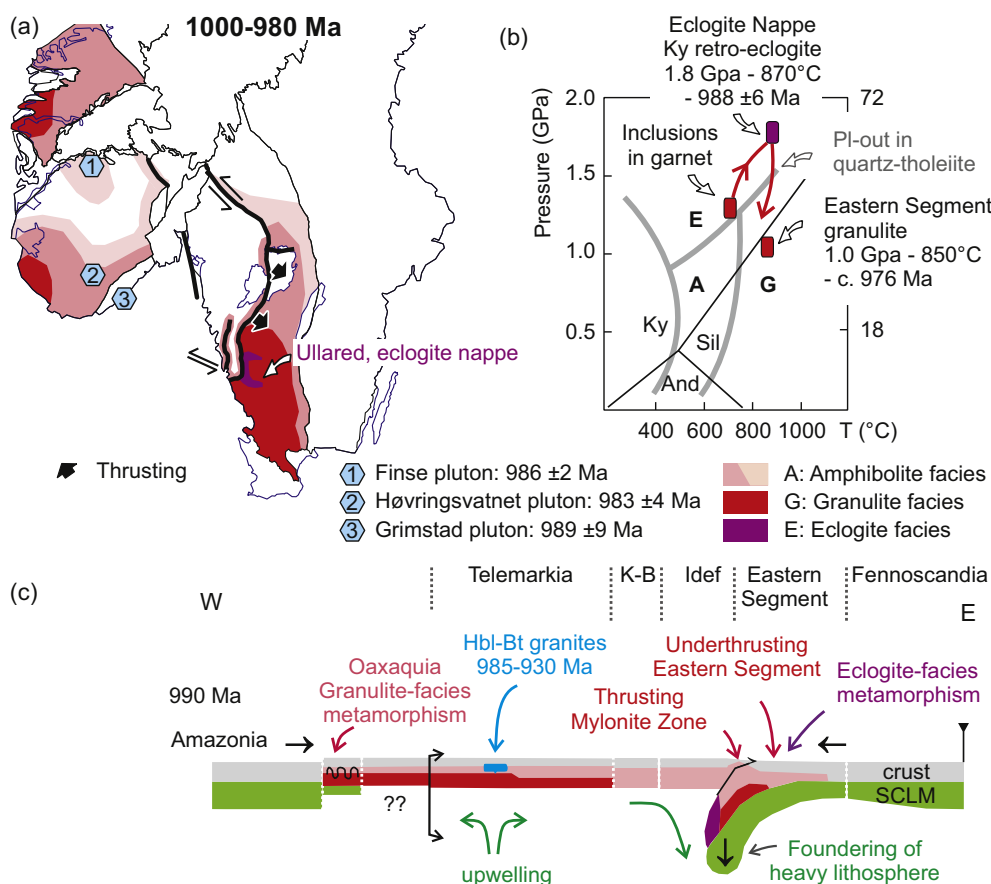 (a)
1000-980 Ma
1
2
3
Ullared, eclogite nappe
Thrusting
1 Finse pluton: 986 ±2 Ma
2 Høvringsvatnet pluton: 983 ±4 Ma
3 Grimstad pluton: 989 ±9 Ma
(b)
Eclogite Nappe
Ky retro-eclogite
1.8 Gpa - 870°C
- 988 ±6 Ma
Pressure (GPa)
2.0
1.5
1.0
0.5
72
18
Inclusions
in garnet
Pl-out in
quartz-tholeiite
Eastern Segment
granulite
1.0 Gpa - 850°C
- c. 976 Ma
E
A
G
Ky
Sil
And
400 600 800 1000 T (°C)
A: Amphibolite facies
G: Granulite facies
E: Eclogite facies
(c)
W
Telemarkia
K-B
Idef
Eastern
Segment
Fennoscandia
E
990 Ma
Amazonia
Oaxaquia
Granulite-facies
metamorphism
Hbl-Bt granites
985-930 Ma
Underthrusting
Eastern Segment
Thrusting
Mylonite Zone
Eclogite-facies
metamorphism
crust
SCLM
??
upwelling
Foundering of
heavy lithosphere